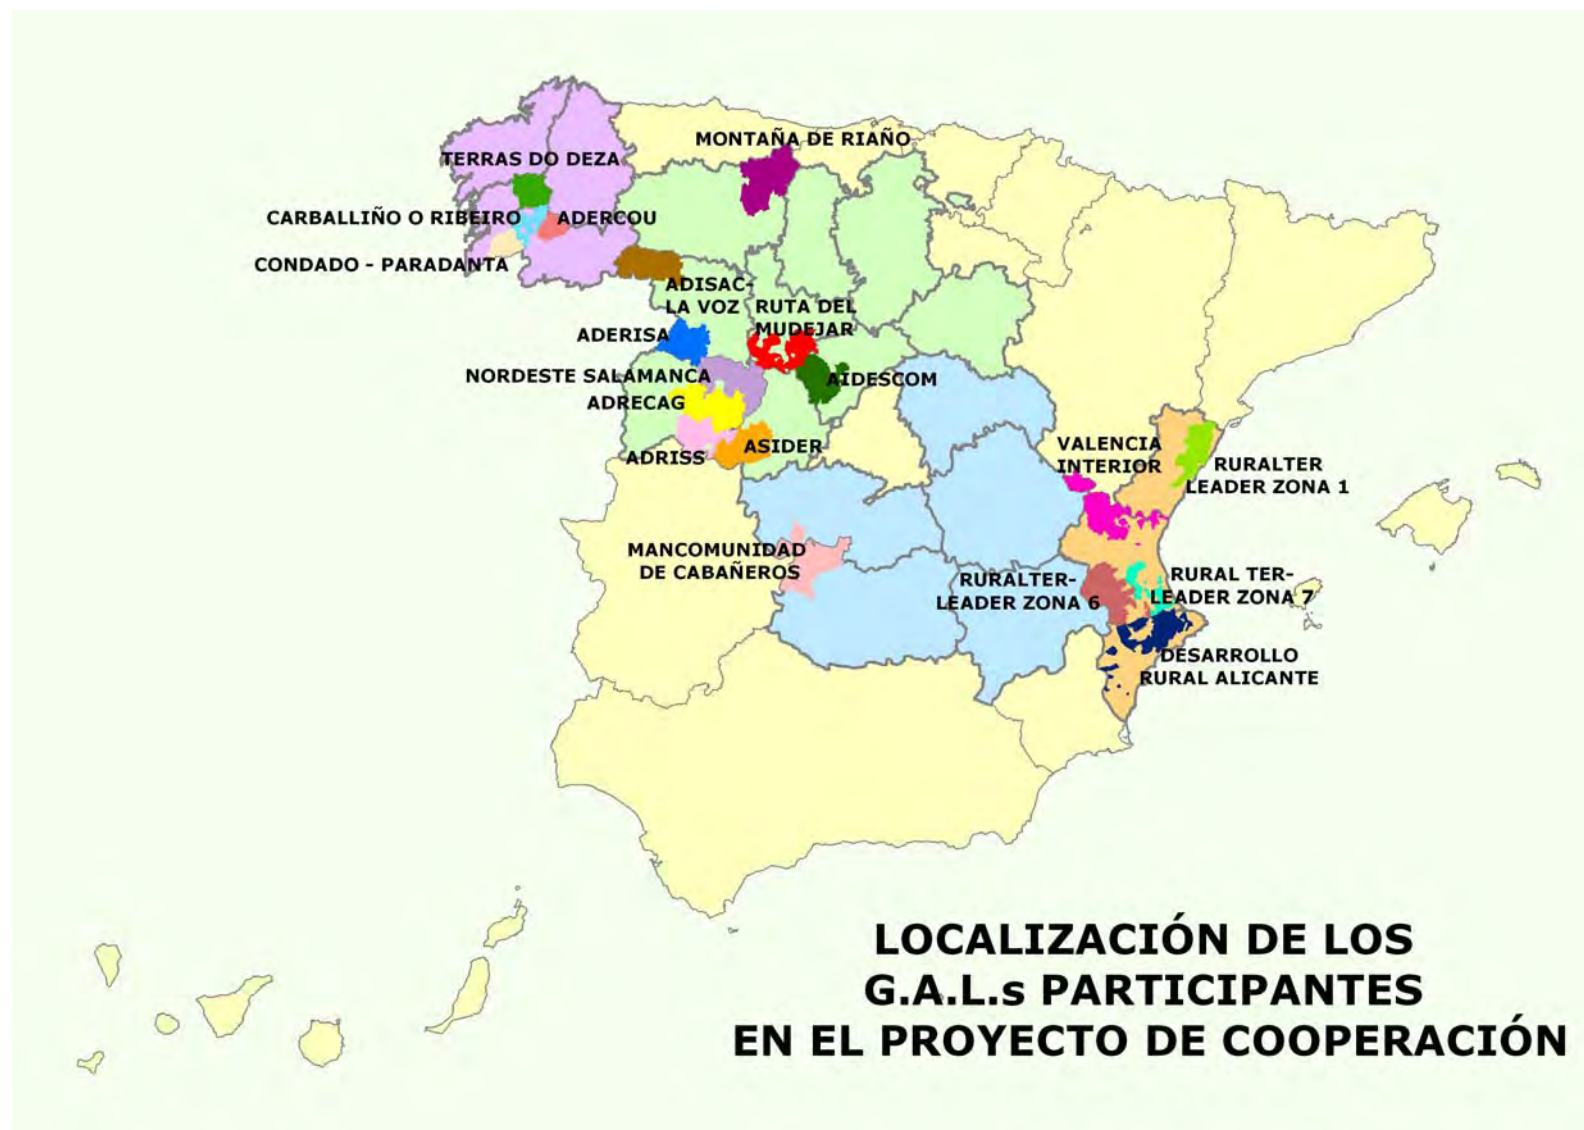 MONTAÑA DE RIAÑO
TERRAS DO DEZA
CARBALLIÑO O RIBEIRO
ADERCOU
CONDADO - PARADANTA
ADISAC-
LA VOZ
RUTA DEL
MUDEJAR
ADERISA
NORDESTE SALAMANCA
AIDESCOM
ADRECAG
ASIDER
ADRISS
VALENCIA
INTERIOR
RURALTER
LEADER ZONA 1
MANCOMUNIDAD
DE CABAÑEROS
RURALTER-
LEADER ZONA 6
RURAL TER-
LEADER ZONA 7
DESARROLLO
RURAL ALICANTE
LOCALIZACIÓN DE LOS
G.A.L.s PARTICIPANTES
EN EL PROYECTO DE COOPERACIÓN